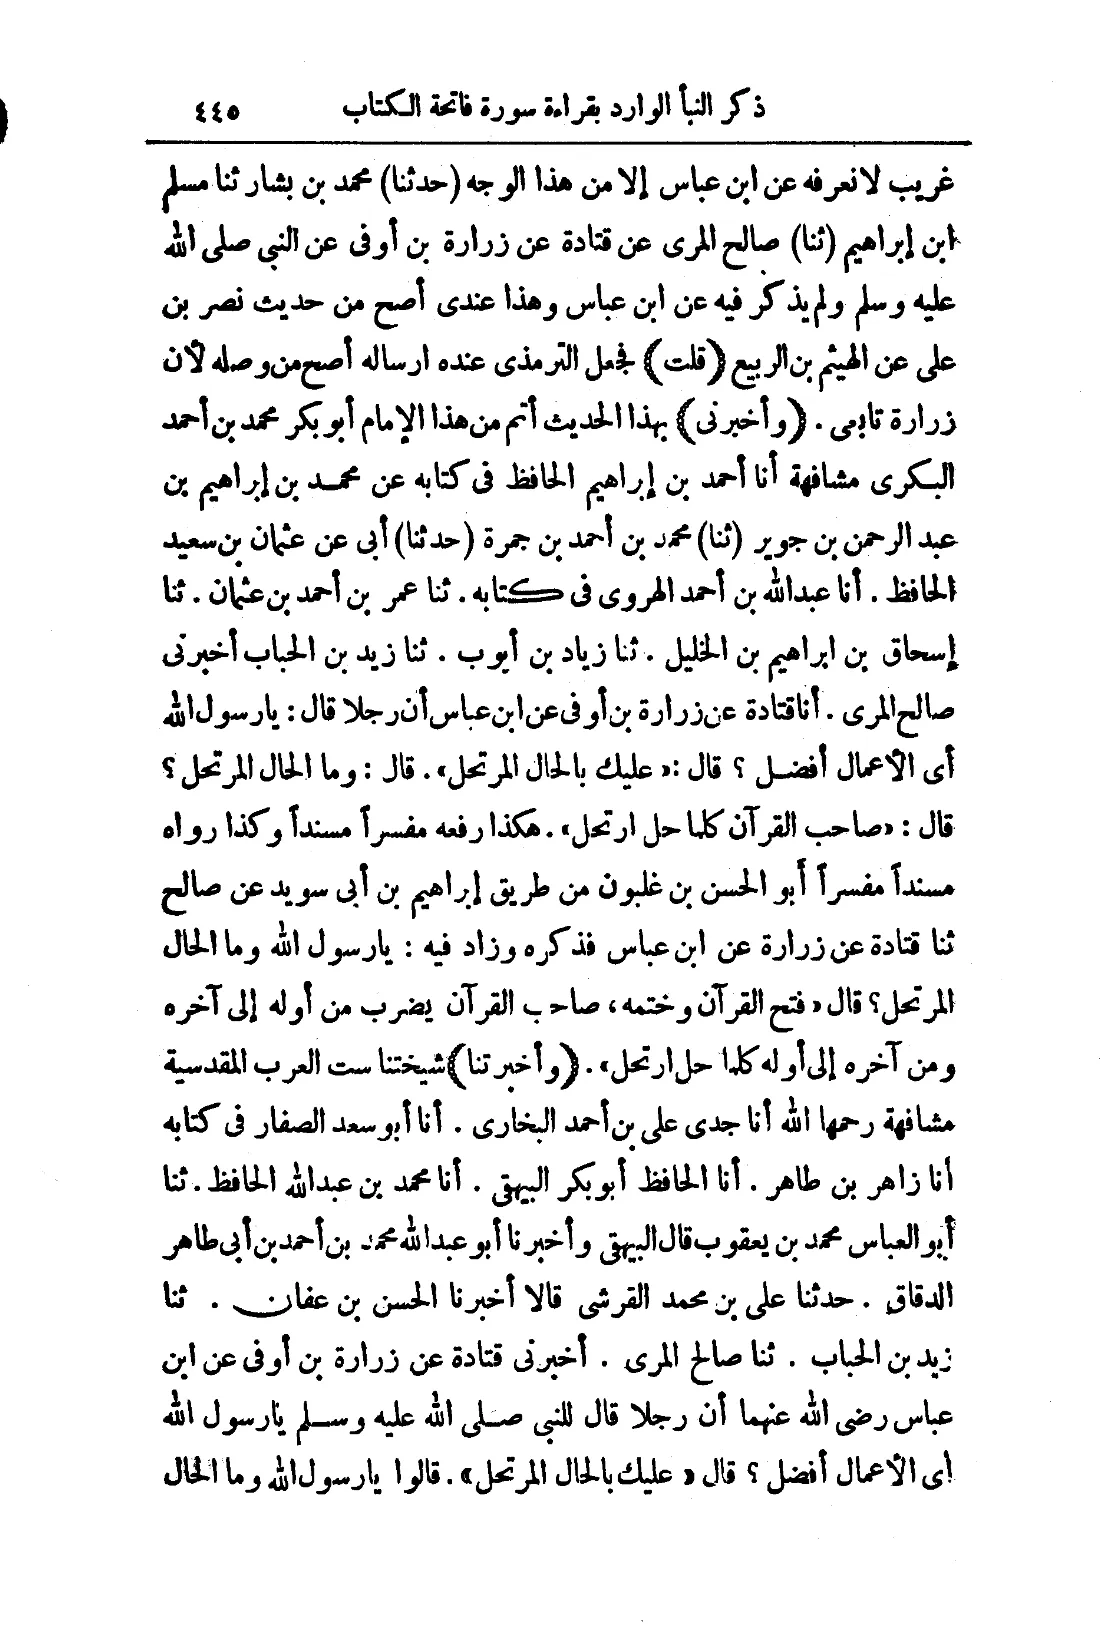 ذكر النبأ الوارد بقراءة سورة فاتحة الكتاب ٤٤٥
غريب لا نعرفه عن ابن عباس إلا من هذا الوجه (حدثنا) محمد بن بشار ثنا مسلم
ابن إبراهيم (ثنا) صالح المرى عن قتادة عن زرارة بن أوفى عن النبي صلى الله
عليه وسلم ولم يذكر فيه عن ابن عباس وهذا عندى أصح من حديث نصر بن
على عن الهيثم بن الربيع (قلت) فجعل الترمذى عنده ارساله أصح من وصله لأن
زرارة تابعى . (وأخبرنى) بهذا الحديث أتم من هذا الإمام أبو بكر محمد بن أحمد
البكرى مشافهة أنا أحمد بن إبراهيم الحافظ فى كتابه عن محمد بن إبراهيم بن
عبد الرحمن بن جوير (ثنا) محمد بن أحمد بن جمرة (حدثنا) أبى عن عثمان بن سعيد
الحافظ . أنا عبدالله بن أحمد الهروى فى كتابه . ثنا عمر بن أحمد بن عثمان . ثنا
إسحاق بن ابراهيم بن الخليل . ثنا زياد بن أيوب . ثنا زيد بن الحباب أخبرنى
صالح المرى . أنا قتادة عن زرارة بن أوفى عن ابن عباس أن رجلا قال : يا رسول الله
أى الأعمال أفضل ؟ قال : « عليك بالحال المرتحل » . قال : وما الحال المرتحل ؟
قال : « صاحب القرآن كلما حل ارتحل » . هكذا رفعه مفسراً مسنداً وكذا رواه
مسنداً مفسراً أبو الحسن بن غلبون من طريق إبراهيم بن أبى سويد عن صالح
ثنا قتادة عن زرارة عن ابن عباس فذكره وزاد فيه : يا رسول الله وما الحال
المرتحل؟ قال « فتح القرآن وختمه، صاحب القرآن يضرب من أوله إلى آخره
ومن آخره إلى أوله كلما حل ارتحل » . (وأخبرتنا) شيختنا ست العرب المقدسية
مشافهة رحمها الله أنا جدى على بن أحمد البخارى . أنا أبو سعد الصفار فى كتابه
أنا زاهر بن طاهر . أنا الحافظ أبو بكر البيهقى . أنا محمد بن عبدالله الحافظ . ثنا
أبو العباس محمد بن يعقوب قال البيهقى وأخبرنا أبو عبدالله محمد بن أحمد بن أبى طاهر
الدقاق . حدثنا على بن محمد القرشى قالا أخبرنا الحسن بن عفان . ثنا
زيد بن الحباب . ثنا صالح المرى . أخبرنى قتادة عن زرارة بن أوفى عن ابن
عباس رضى الله عنهما أن رجلا قال للنبى صلى الله عليه وسلم يا رسول الله
أى الأعمال أفضل ؟ قال « عليك بالحال المرتحل » . قالوا يا رسول الله وما الحال